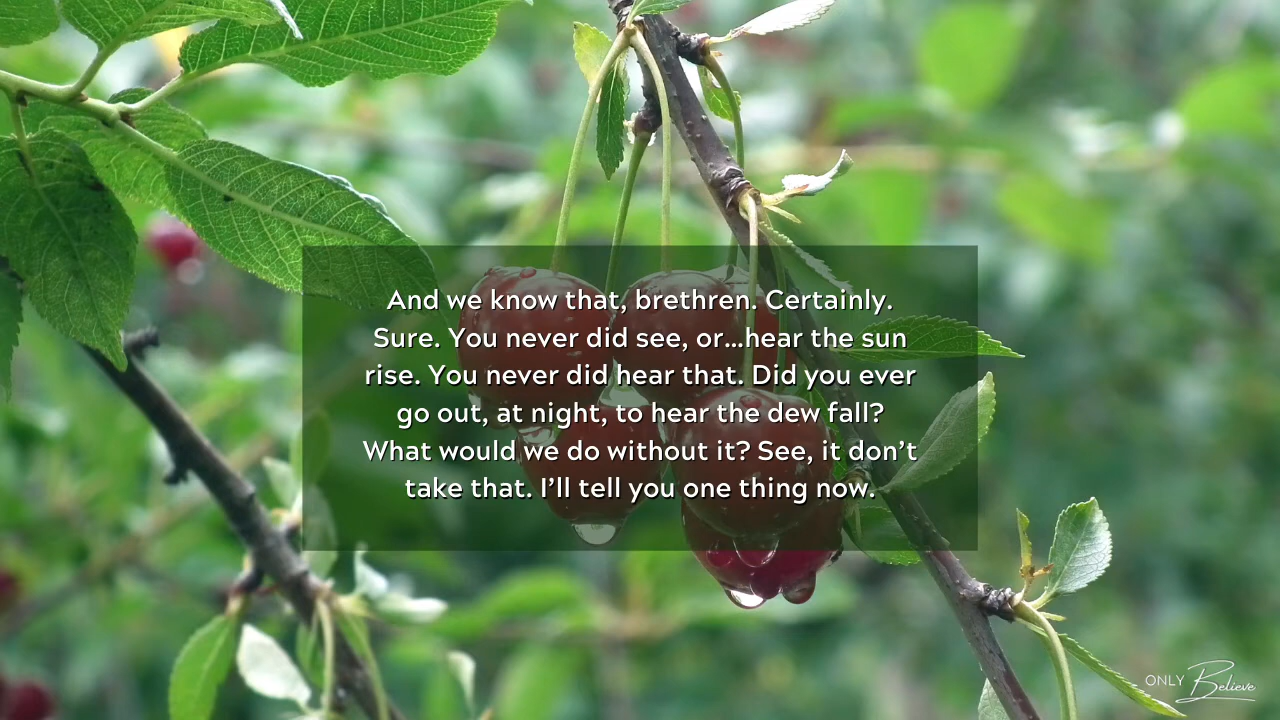 And we know that, brethren. Certainly.
Sure. You never did see, or...hear the sun
rise. You never did hear that. Did you ever
go out, at night, to hear the dew fall?
What would we do without it? See, it don’t
take that. I’ll tell you one thing now.
ONLY Believe